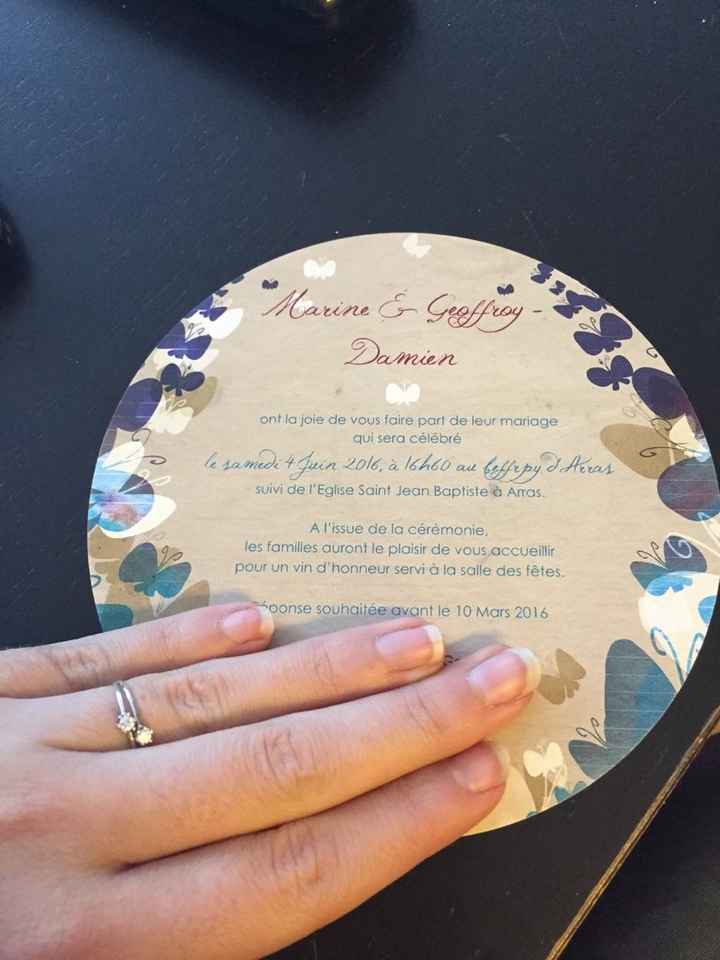 Marine & Geoffroy -
Damien
ont la joie de vous faire part de leur mariage
qui sera célébré
le samedi 4 Juin 2016, à 16h60 au beffrpy d'Arras
suivi de l'Eglise Saint Jean Baptiste à Arras.
A l'issue de la cérémonie,
les familles auront le plaisir de vous accueillir
pour un vin d'honneur servi à la salle des fêtes.
éponse souhaitée avant le 10 Mars 2016